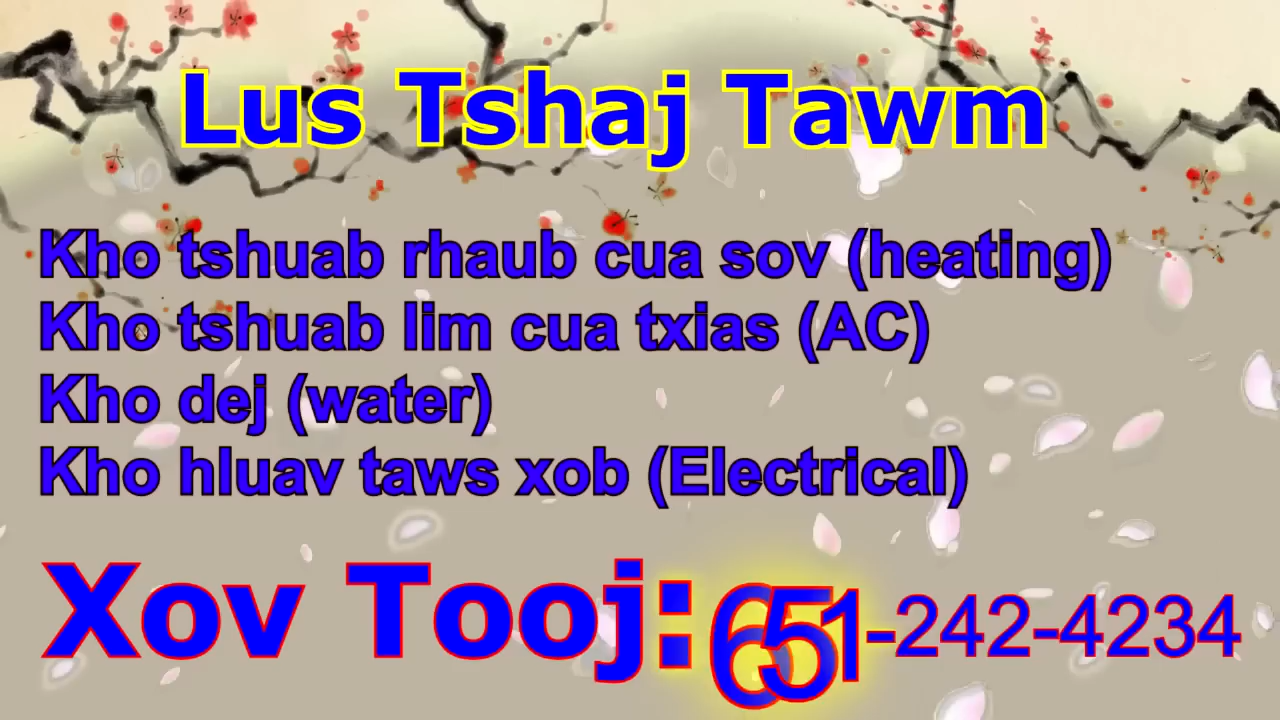 Lus Tshaj Tawm
Kho tshuab rhaub cua sov (heating)
Kho tshuab lim cua txias (AC)
Kho dej (water)
Kho hluav taws xob (Electrical)
Xov Tooj: 651-242-4234